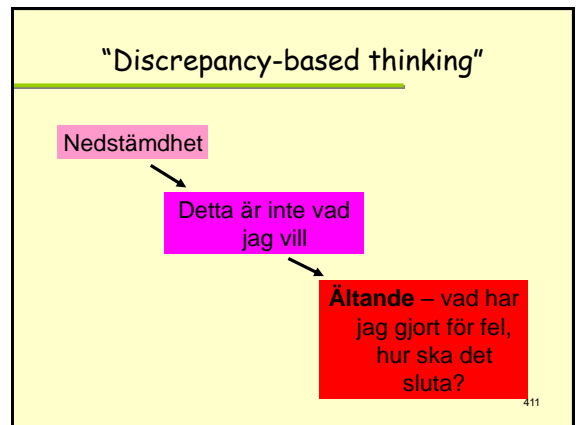 “Discrepancy-based thinking”
Nedstämdhet
Detta är inte vad
jag vill
Ältande – vad har
jag gjort för fel,
hur ska det
sluta?
411